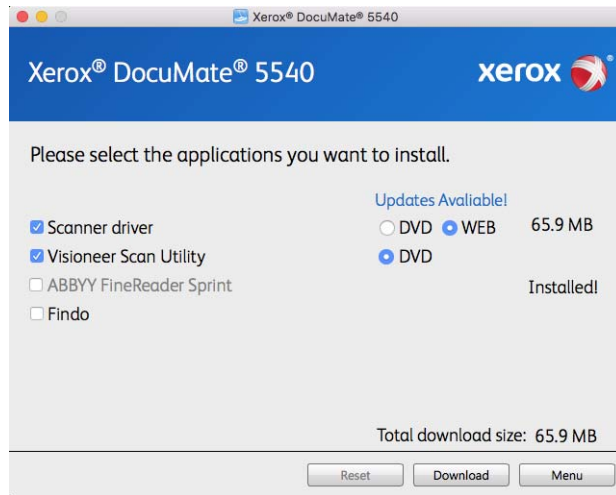 Xerox® DocuMate® 5540
Xerox® DocuMate® 5540
xerox®
Please select the applications you want to install.
Updates Avaliable!
Scanner driver DVD WEB 65.9 MB
Visioneer Scan Utility DVD
ABBYY FineReader Sprint Installed!
Findo
Total download size: 65.9 MB
Reset Download Menu